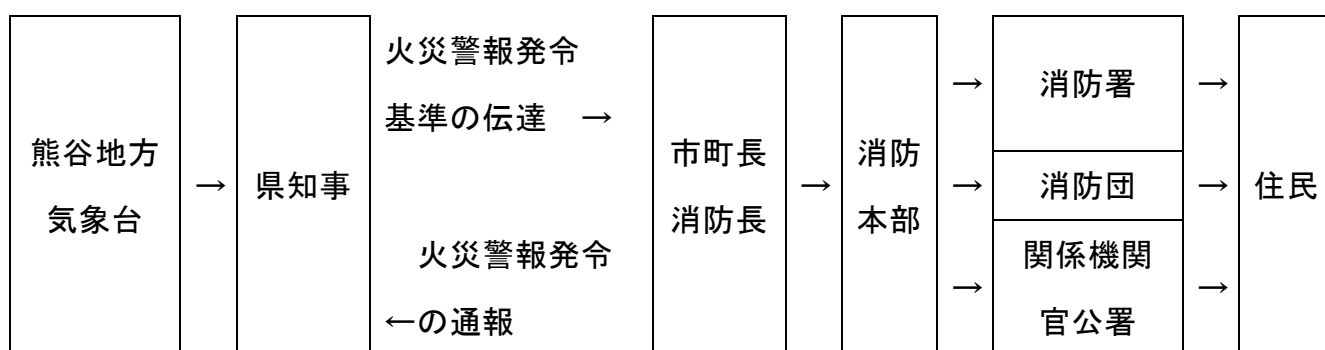 熊谷地方
気象台
→
県知事
火災警報発令
基準の伝達 →
火災警報発令
←の通報
市町長
消防長
→
消防
本部
→
→
→
消防署
消防団
関係機関
官公署
→
→
→
住民